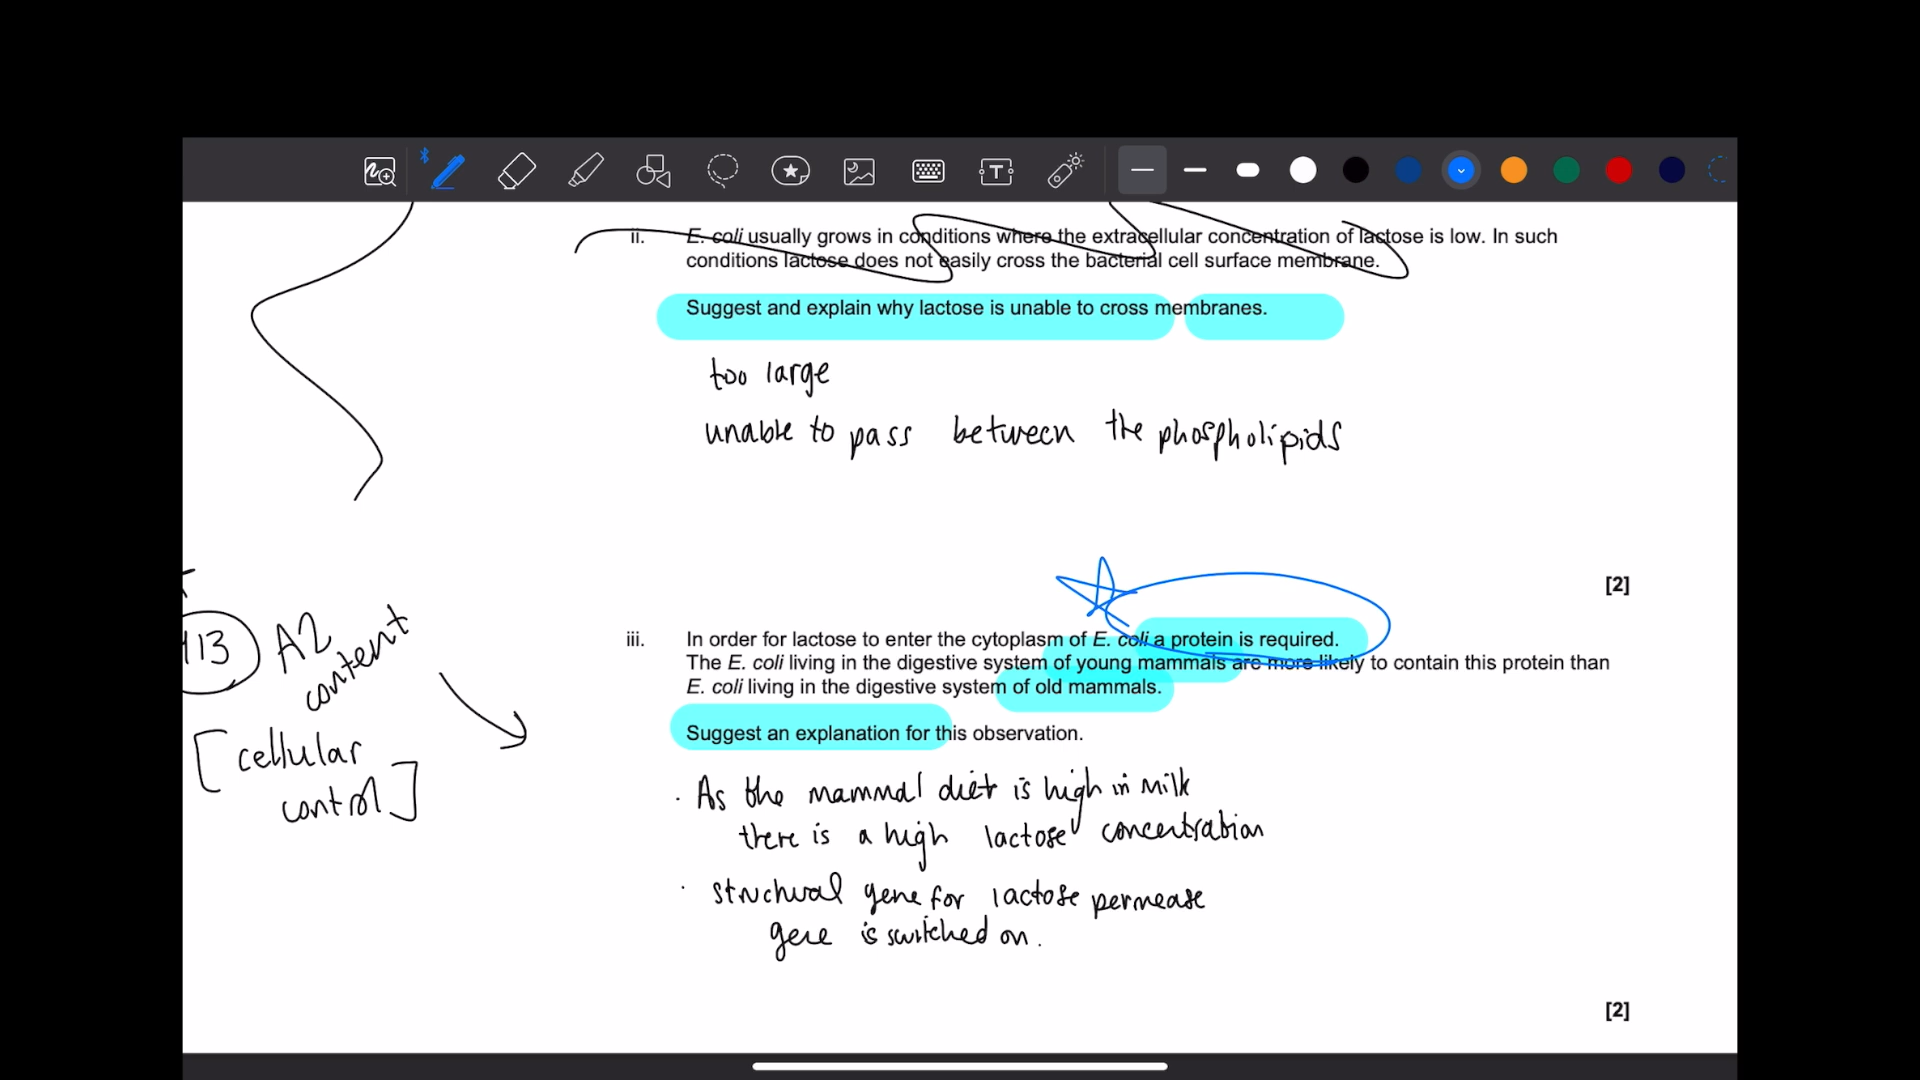 ii. E. coli usually grows in conditions where the extracellular concentration of lactose is low. In such
conditions lactose does not easily cross the bacterial cell surface membrane.
Suggest and explain why lactose is unable to cross membranes.
too large
unable to pass between the phospholipids
[2]
iii. In order for lactose to enter the cytoplasm of E. coli a protein is required.
The E. coli living in the digestive system of young mammals are more likely to contain this protein than
E. coli living in the digestive system of old mammals.
Suggest an explanation for this observation.
· As the mammal diet is high in milk
there is a high lactose concentration
· structural gene for lactose permease
gene is switched on.
[2]
A2
content
[cellular
control]